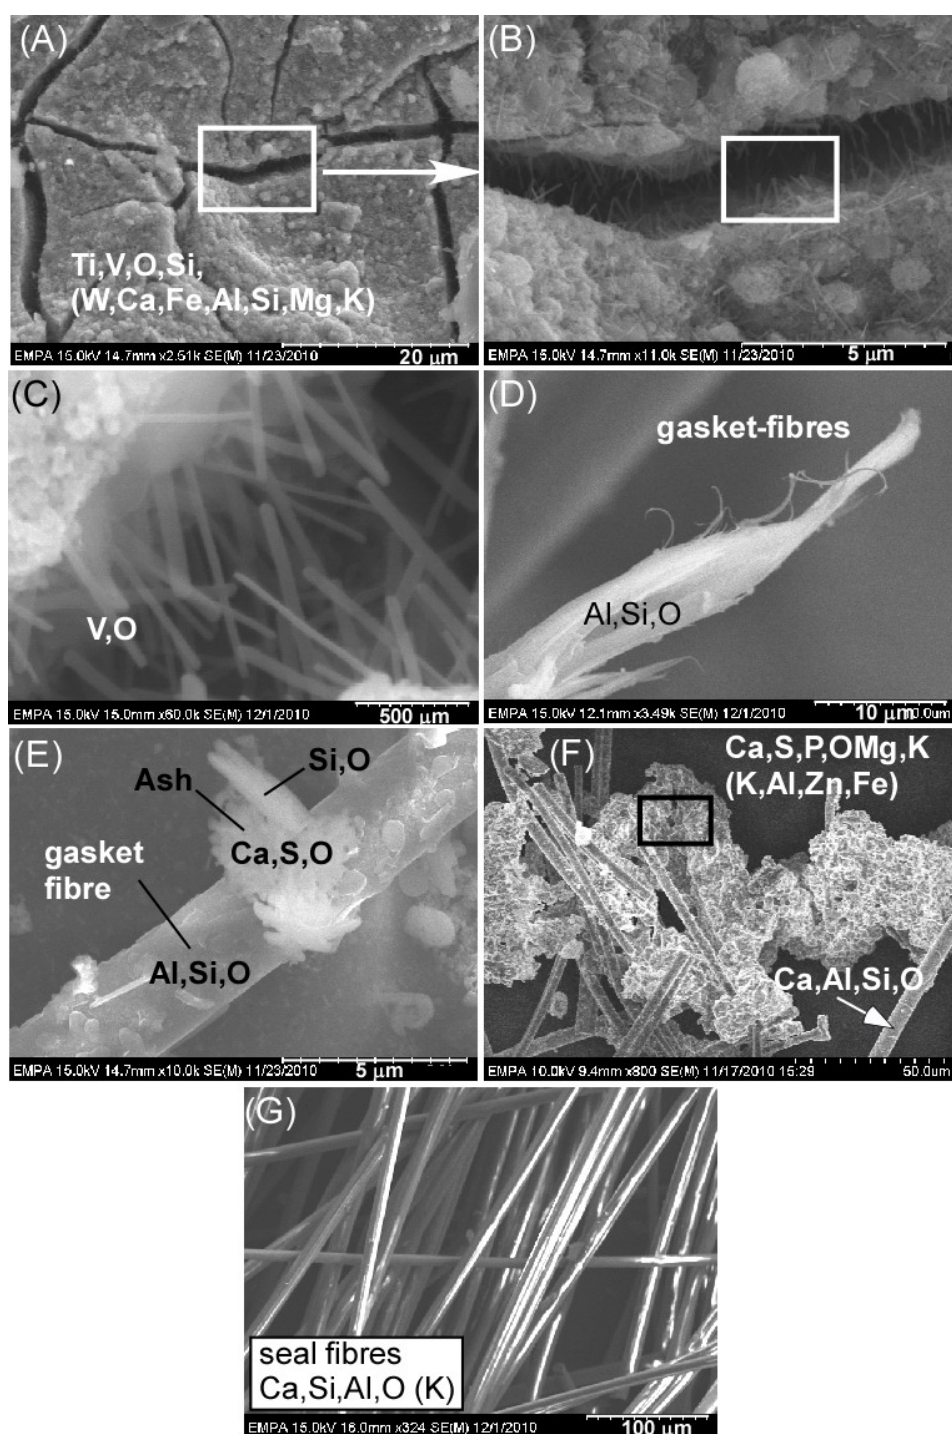 (A)
Ti,V,O,Si,
(W,Ca,Fe,Al,Si,Mg,K)
EMPA 15.0kV 14.7mm x2.51k SE(M) 11/23/2010
20 µm
(B)
EMPA 15.0kV 14.7mm x11.0k SE(M) 11/23/2010
5 µm
(C)
V,O
EMPA 15.0kV 15.0mm x60.0k SE(M) 12/1/2010
500 µm
(D)
gasket-fibres
Al,Si,O
EMPA 15.0kV 12.1mm x3.49k SE(M) 12/1/2010
10 µm
(E)
Si,O
Ash
Ca,S,O
gasket
fibre
Al,Si,O
EMPA 15.0kV 14.7mm x10.0k SE(M) 11/23/2010
5 µm
(F)
Ca,S,P,OMg,K
(K,Al,Zn,Fe)
Ca,Al,Si,O
EMPA 10.0kV 9.4mm x800 SE(M) 11/17/2010 15:29
50.0um
(G)
seal fibres
Ca,Si,Al,O (K)
EMPA 15.0kV 16.0mm x324 SE(M) 12/1/2010
100 µm